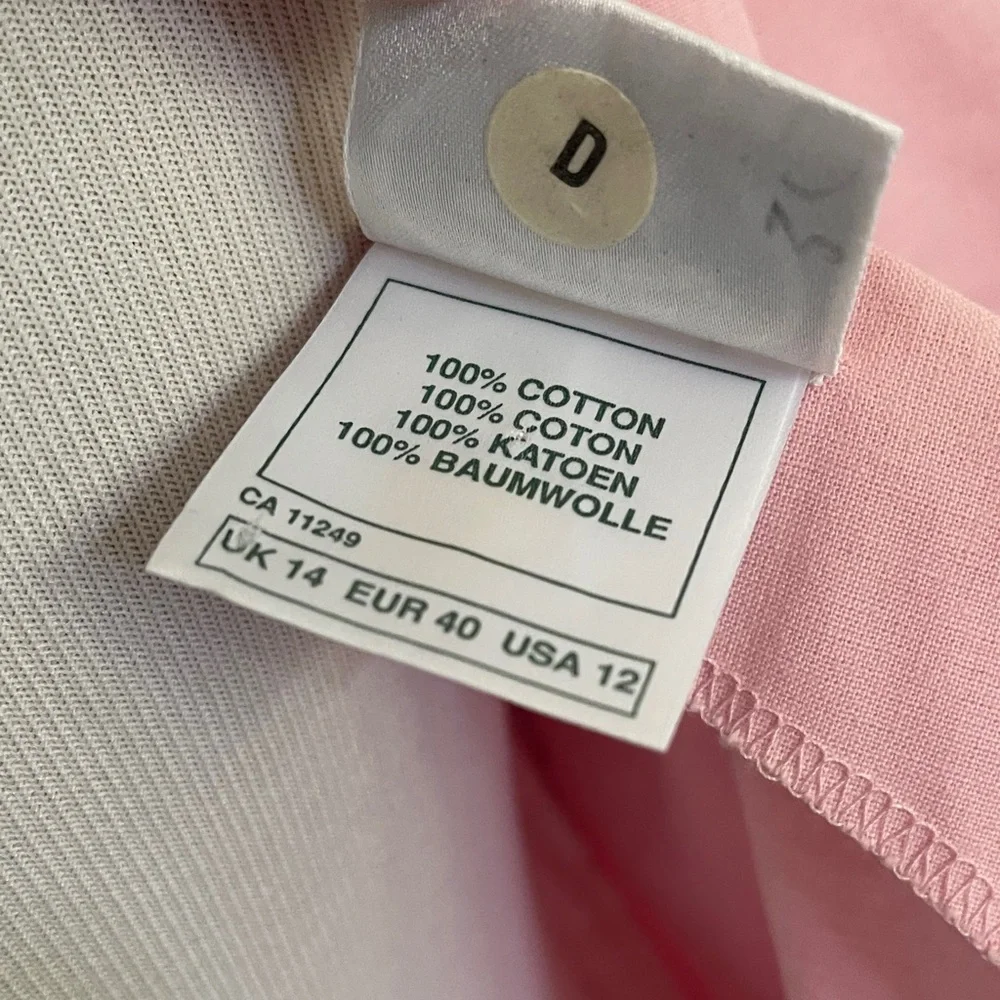 D
100% COTTON
100% COTON
100% KATOEN
100% BAUMWOLLE
CA 11249
UK 14 EUR 40 USA 12